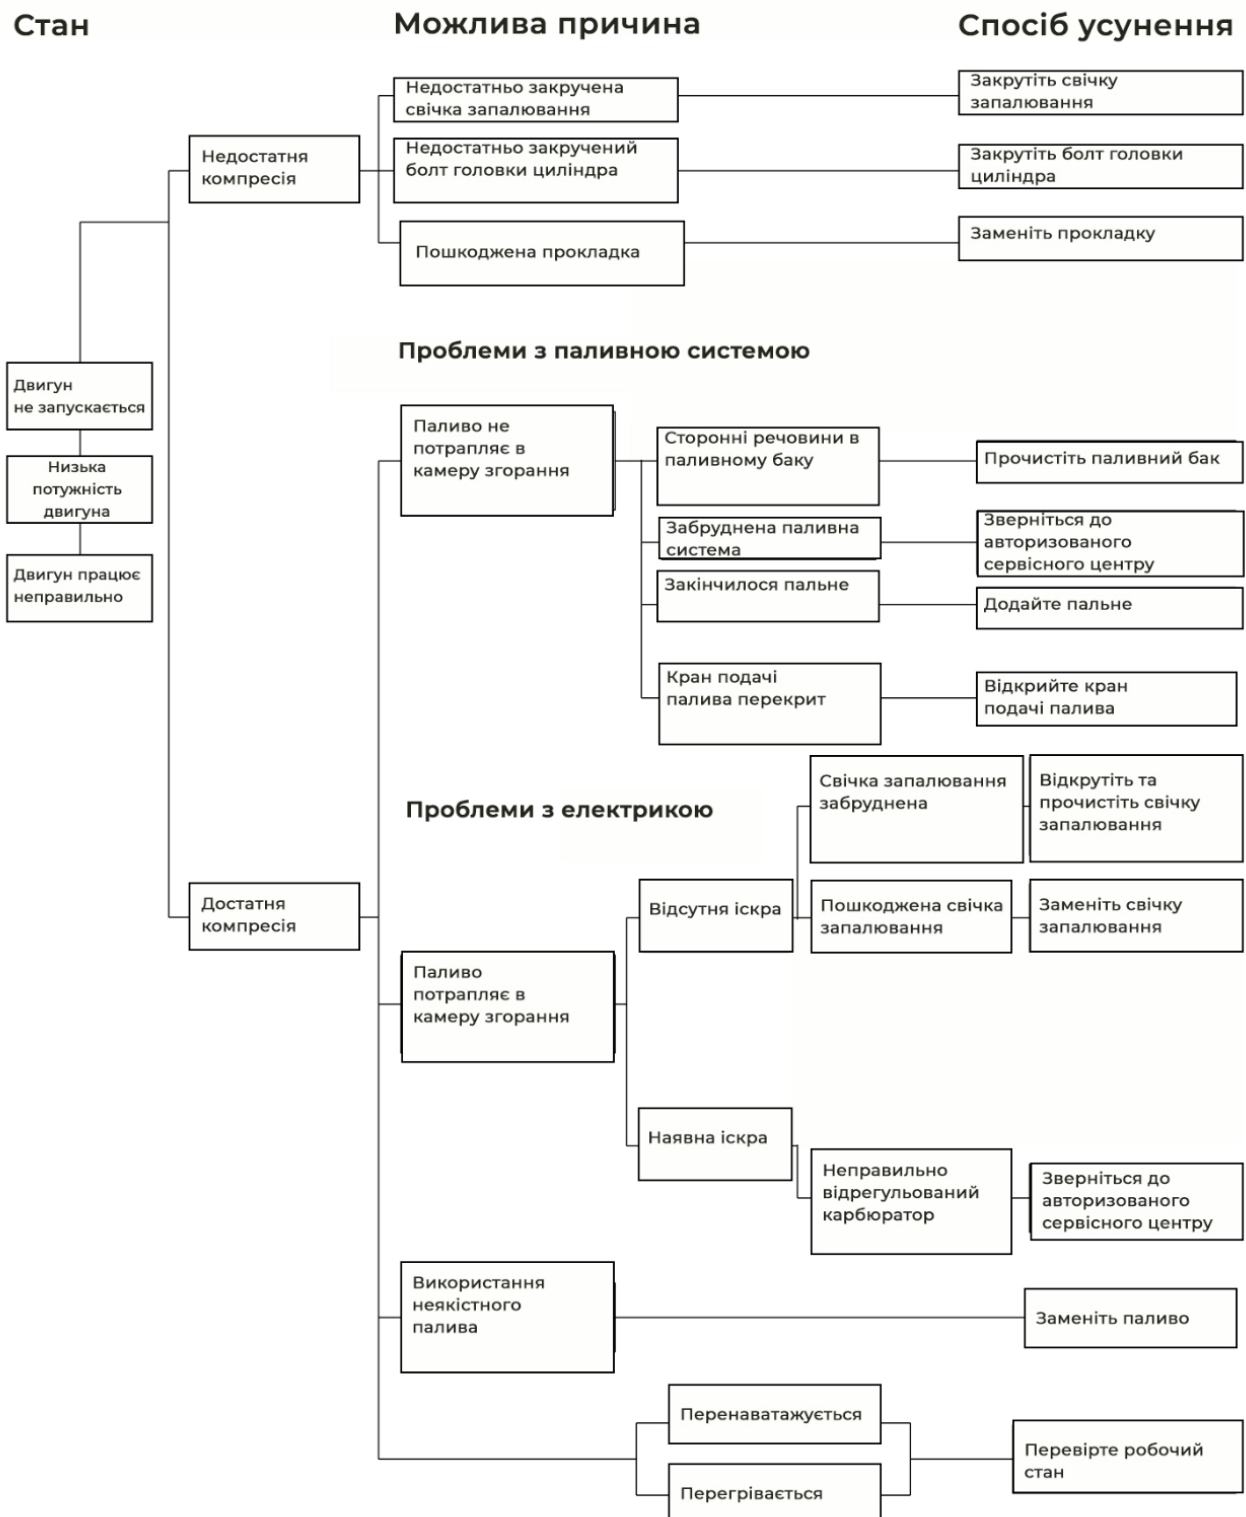 Стан
Можлива причина
Спосіб усунення
Недостатньо закручена
свічка запалювання
Закрутіть свічку
запалювання
Недостатня
компресія
Недостатньо закручений
болт головки циліндра
Закрутіть болт головки
циліндра
Пошкоджена прокладка
Заменіть прокладку
Проблеми з паливною системою
Двигун
не запускається
Низька
потужність
двигуна
Двигун працює
неправильно
Паливо не
потрапляє в
камеру згорання
Сторонні речовини в
паливному баку
Прочистіть паливний бак
Забруднена паливна
система
Зверніться до
авторизованого
сервісного центру
Закінчилося пальне
Додайте пальне
Кран подачі
палива перекрит
Відкрийте кран
подачі палива
Проблеми з електрикою
Свічка запалювання
забруднена
Відкрутіть та
прочистіть свічку
запалювання
Достатня
компресія
Відсутня іскра
Пошкоджена свічка
запалювання
Заменіть свічку
запалювання
Паливо
потрапляє в
камеру згорання
Наявна іскра
Неправильно
відрегульований
карбюратор
Зверніться до
авторизованого
сервісного центру
Використання
неякістного
палива
Заменіть паливо
Перенаватажується
Перевірте робочий
стан
Перегрівається